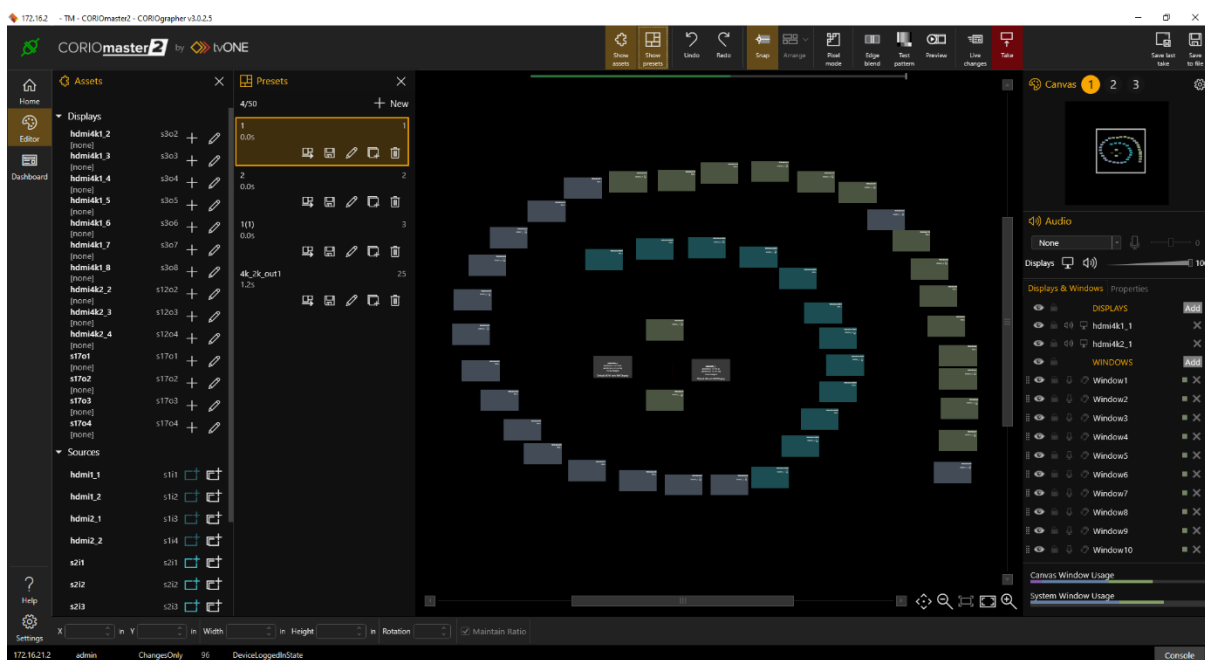 172.16.2 - TM - CORIOmaster2 - CORIOgrapher v3.0.2.5
CORIOmaster2 by tvONE
Show assets
Show presets
Undo
Redo
Snap
Arrange
Pixel mode
Edge blend
Test pattern
Preview
Live changes
Take
Save last take
Save to file
Home
Editor
Dashboard
Help
Settings
Assets
Displays
hdmi4k1_2 s3o2
[none]
hdmi4k1_3 s3o3
[none]
hdmi4k1_4 s3o4
[none]
hdmi4k1_5 s3o5
[none]
hdmi4k1_6 s3o6
[none]
hdmi4k1_7 s3o7
[none]
hdmi4k1_8 s3o8
[none]
hdmi4k2_2 s12o2
[none]
hdmi4k2_3 s12o3
[none]
hdmi4k2_4 s12o4
[none]
s17o1 s17o1
[none]
s17o2 s17o2
[none]
s17o3 s17o3
[none]
s17o4 s17o4
[none]
Sources
hdmi1_1 s1i1
hdmi1_2 s1i2
hdmi2_1 s1i3
hdmi2_2 s1i4
s2i1 s2i1
s2i2 s2i2
s2i3 s2i3
Presets
4/50 New
1 1
0.0s
2 2
0.0s
1(1) 3
0.0s
4k_2k_out1 25
1.2s
Canvas 1 2 3
Audio
None 0
Displays 100
Displays & Windows Properties
DISPLAYS Add
hdmi4k1_1
hdmi4k2_1
WINDOWS Add
Window1
Window2
Window3
Window4
Window5
Window6
Window7
Window8
Window9
Window10
Canvas Window Usage
System Window Usage
X in Y in Width in Height in Rotation Maintain Ratio
172.16.21.2 admin ChangesOnly 96 DeviceLoggedInState Console